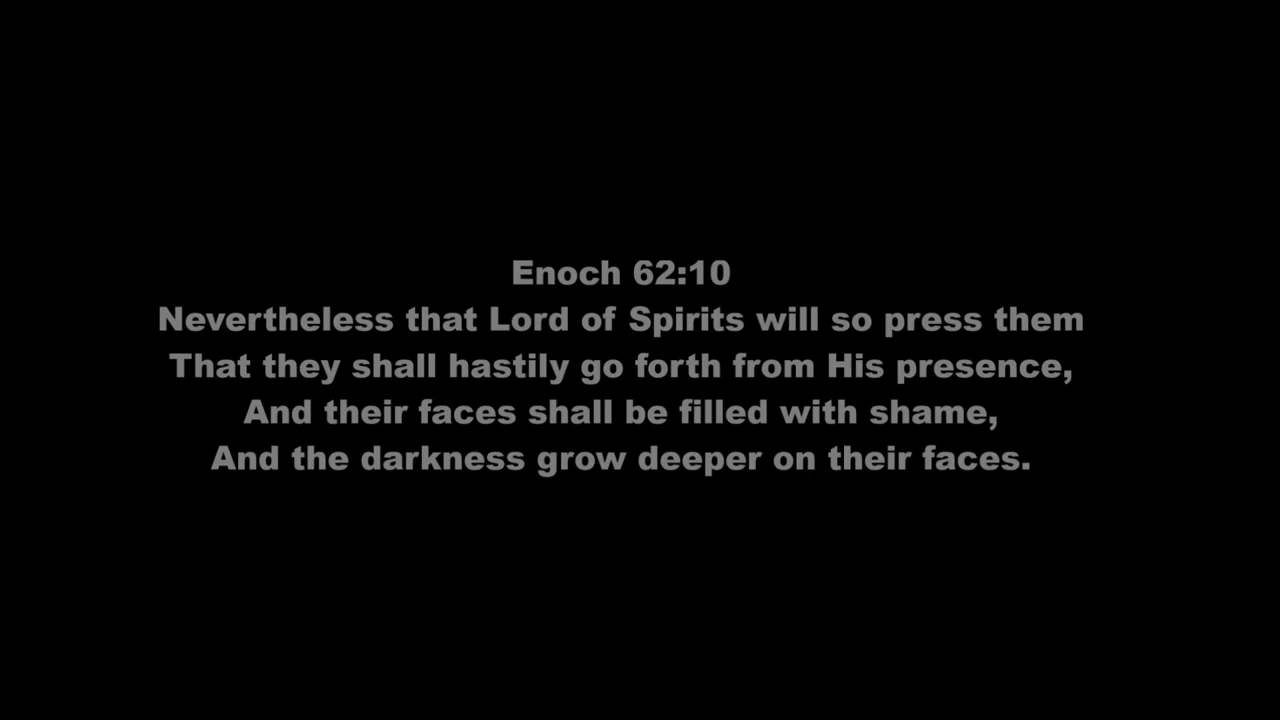 Enoch 62:10
Nevertheless that Lord of Spirits will so press them
That they shall hastily go forth from His presence,
And their faces shall be filled with shame,
And the darkness grow deeper on their faces.